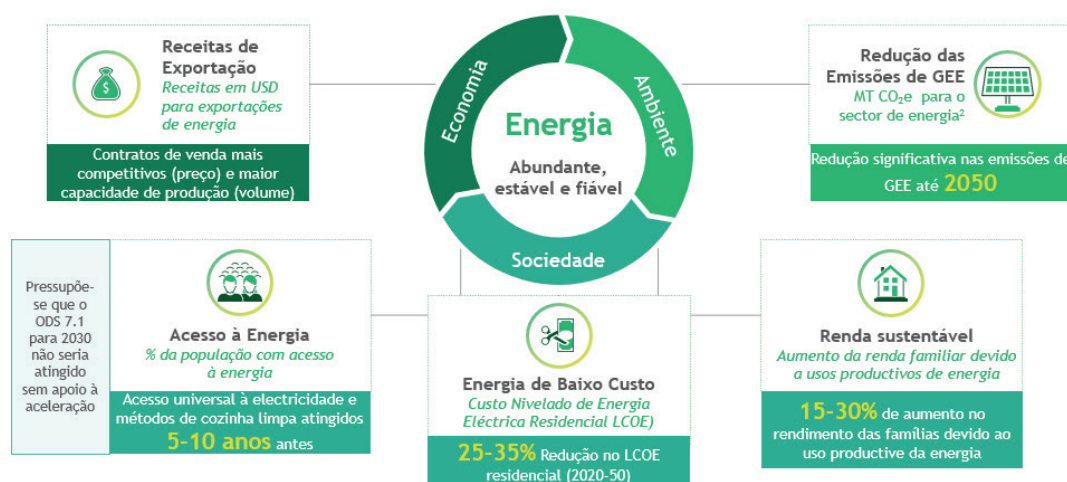 Receitas de
Exportação
Receitas em USD
para exportações
de energia
Contratos de venda mais
competitivos (preço) e maior
capacidade de produção (volume)
Economia
Ambiente
Sociedade
Energia
Abundante,
estável e fiável
Redução das
Emissões de GEE
MT CO₂e para o
sector de energia²
Redução significativa nas emissões de
GEE até 2050
Pressupõe-
se que o
ODS 7.1
para 2030
não seria
atingido
sem apoio à
aceleração
Acesso à Energia
% da população com acesso
à energia
Acesso universal à electricidade e
métodos de cozinha limpa atingidos
5-10 anos antes
Energia de Baixo Custo
Custo Nivelado de Energia
Eléctrica Residencial LCOE)
25-35% Redução no LCOE
residencial (2020-50)
Renda sustentável
Aumento da renda familiar devido
a usos productivos de energia
15-30% de aumento no
rendimento das famílias devido ao
uso productive da energia